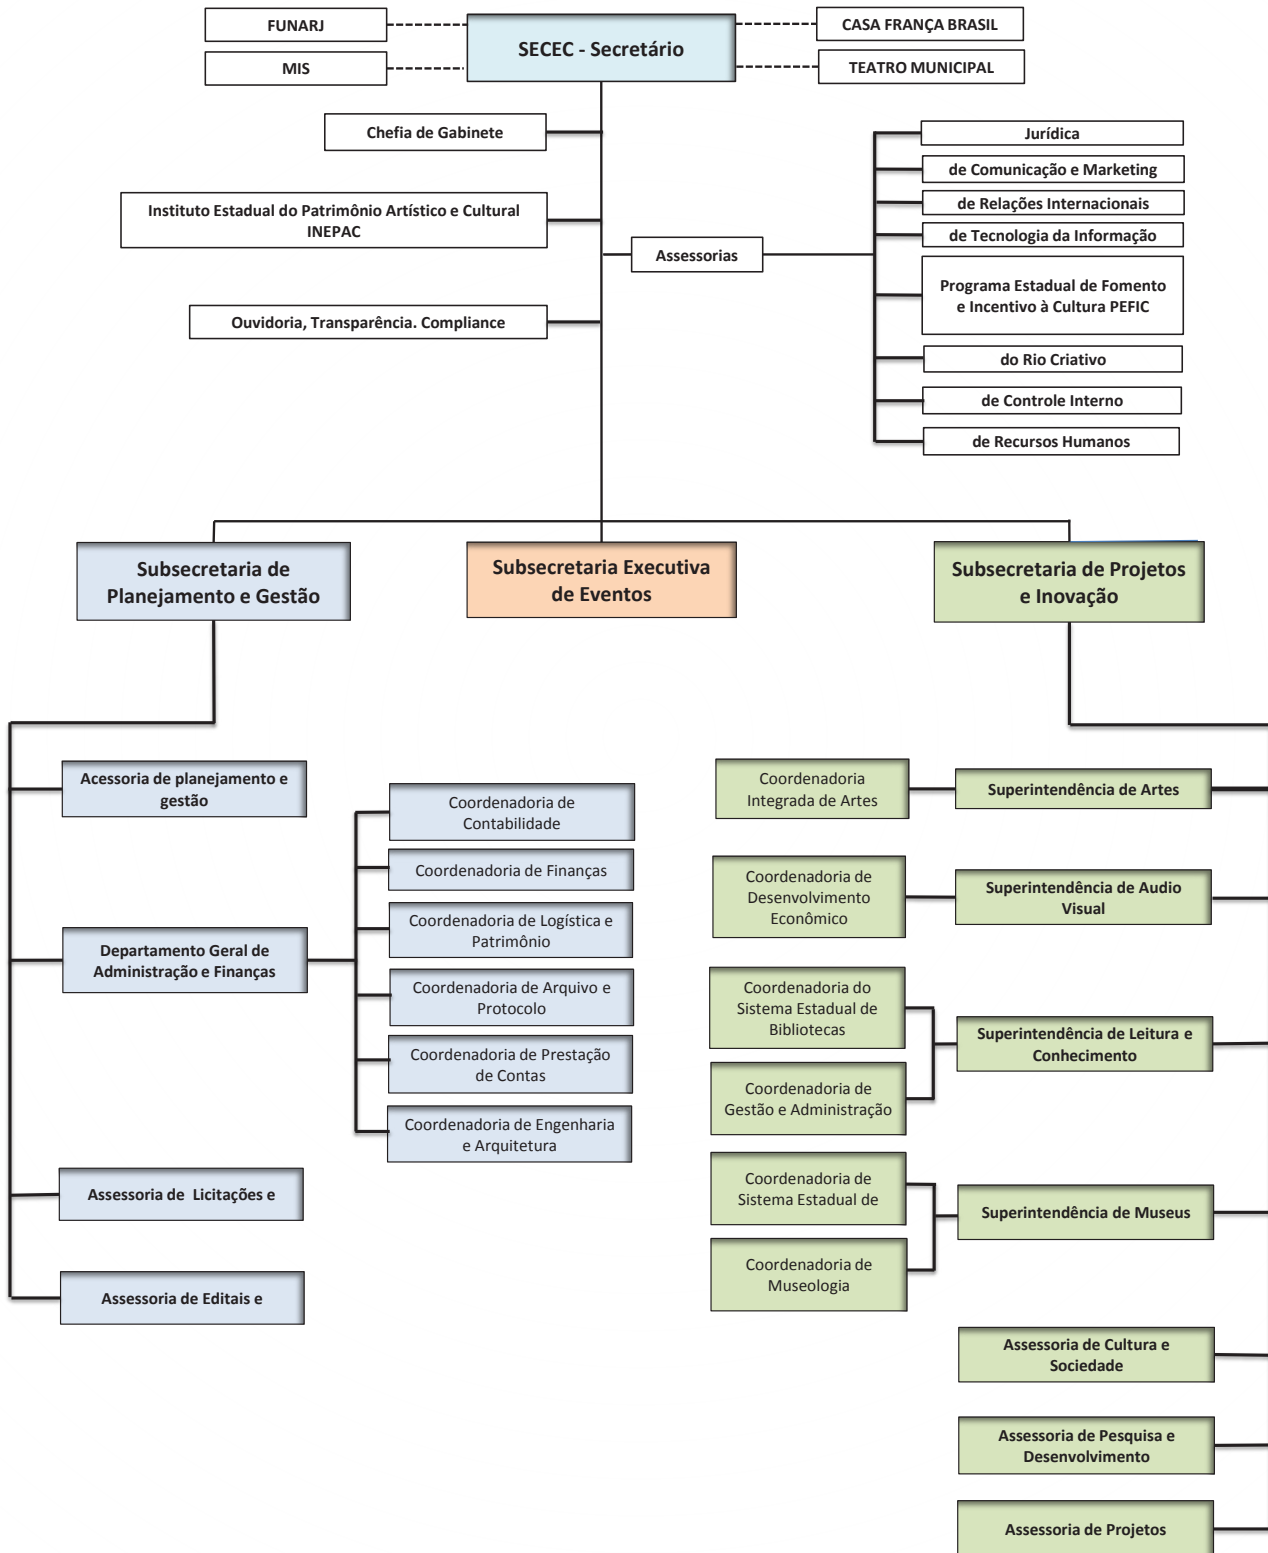 FUNARJ
MIS
SECEC - Secretário
CASA FRANÇA BRASIL
TEATRO MUNICIPAL
Chefia de Gabinete
Instituto Estadual do Patrimônio Artístico e Cultural
INEPAC
Ouvidoria, Transparência. Compliance
Assessorias
Jurídica
de Comunicação e Marketing
de Relações Internacionais
de Tecnologia da Informação
Programa Estadual de Fomento
e Incentivo à Cultura PEFIC
do Rio Criativo
de Controle Interno
de Recursos Humanos
Subsecretaria de
Planejamento e Gestão
Subsecretaria Executiva
de Eventos
Subsecretaria de Projetos
e Inovação
Acessoria de planejamento e
gestão
Departamento Geral de
Administração e Finanças
Assessoria de Licitações e
Assessoria de Editais e
Coordenadoria de
Contabilidade
Coordenadoria de Finanças
Coordenadoria de Logística e
Patrimônio
Coordenadoria de Arquivo e
Protocolo
Coordenadoria de Prestação
de Contas
Coordenadoria de Engenharia
e Arquitetura
Coordenadoria
Integrada de Artes
Superintendência de Artes
Coordenadoria de
Desenvolvimento
Econômico
Superintendência de Audio
Visual
Coordenadoria do
Sistema Estadual de
Bibliotecas
Coordenadoria de
Gestão e Administração
Superintendência de Leitura e
Conhecimento
Coordenadoria de
Sistema Estadual de
Coordenadoria de
Museologia
Superintendência de Museus
Assessoria de Cultura e
Sociedade
Assessoria de Pesquisa e
Desenvolvimento
Assessoria de Projetos